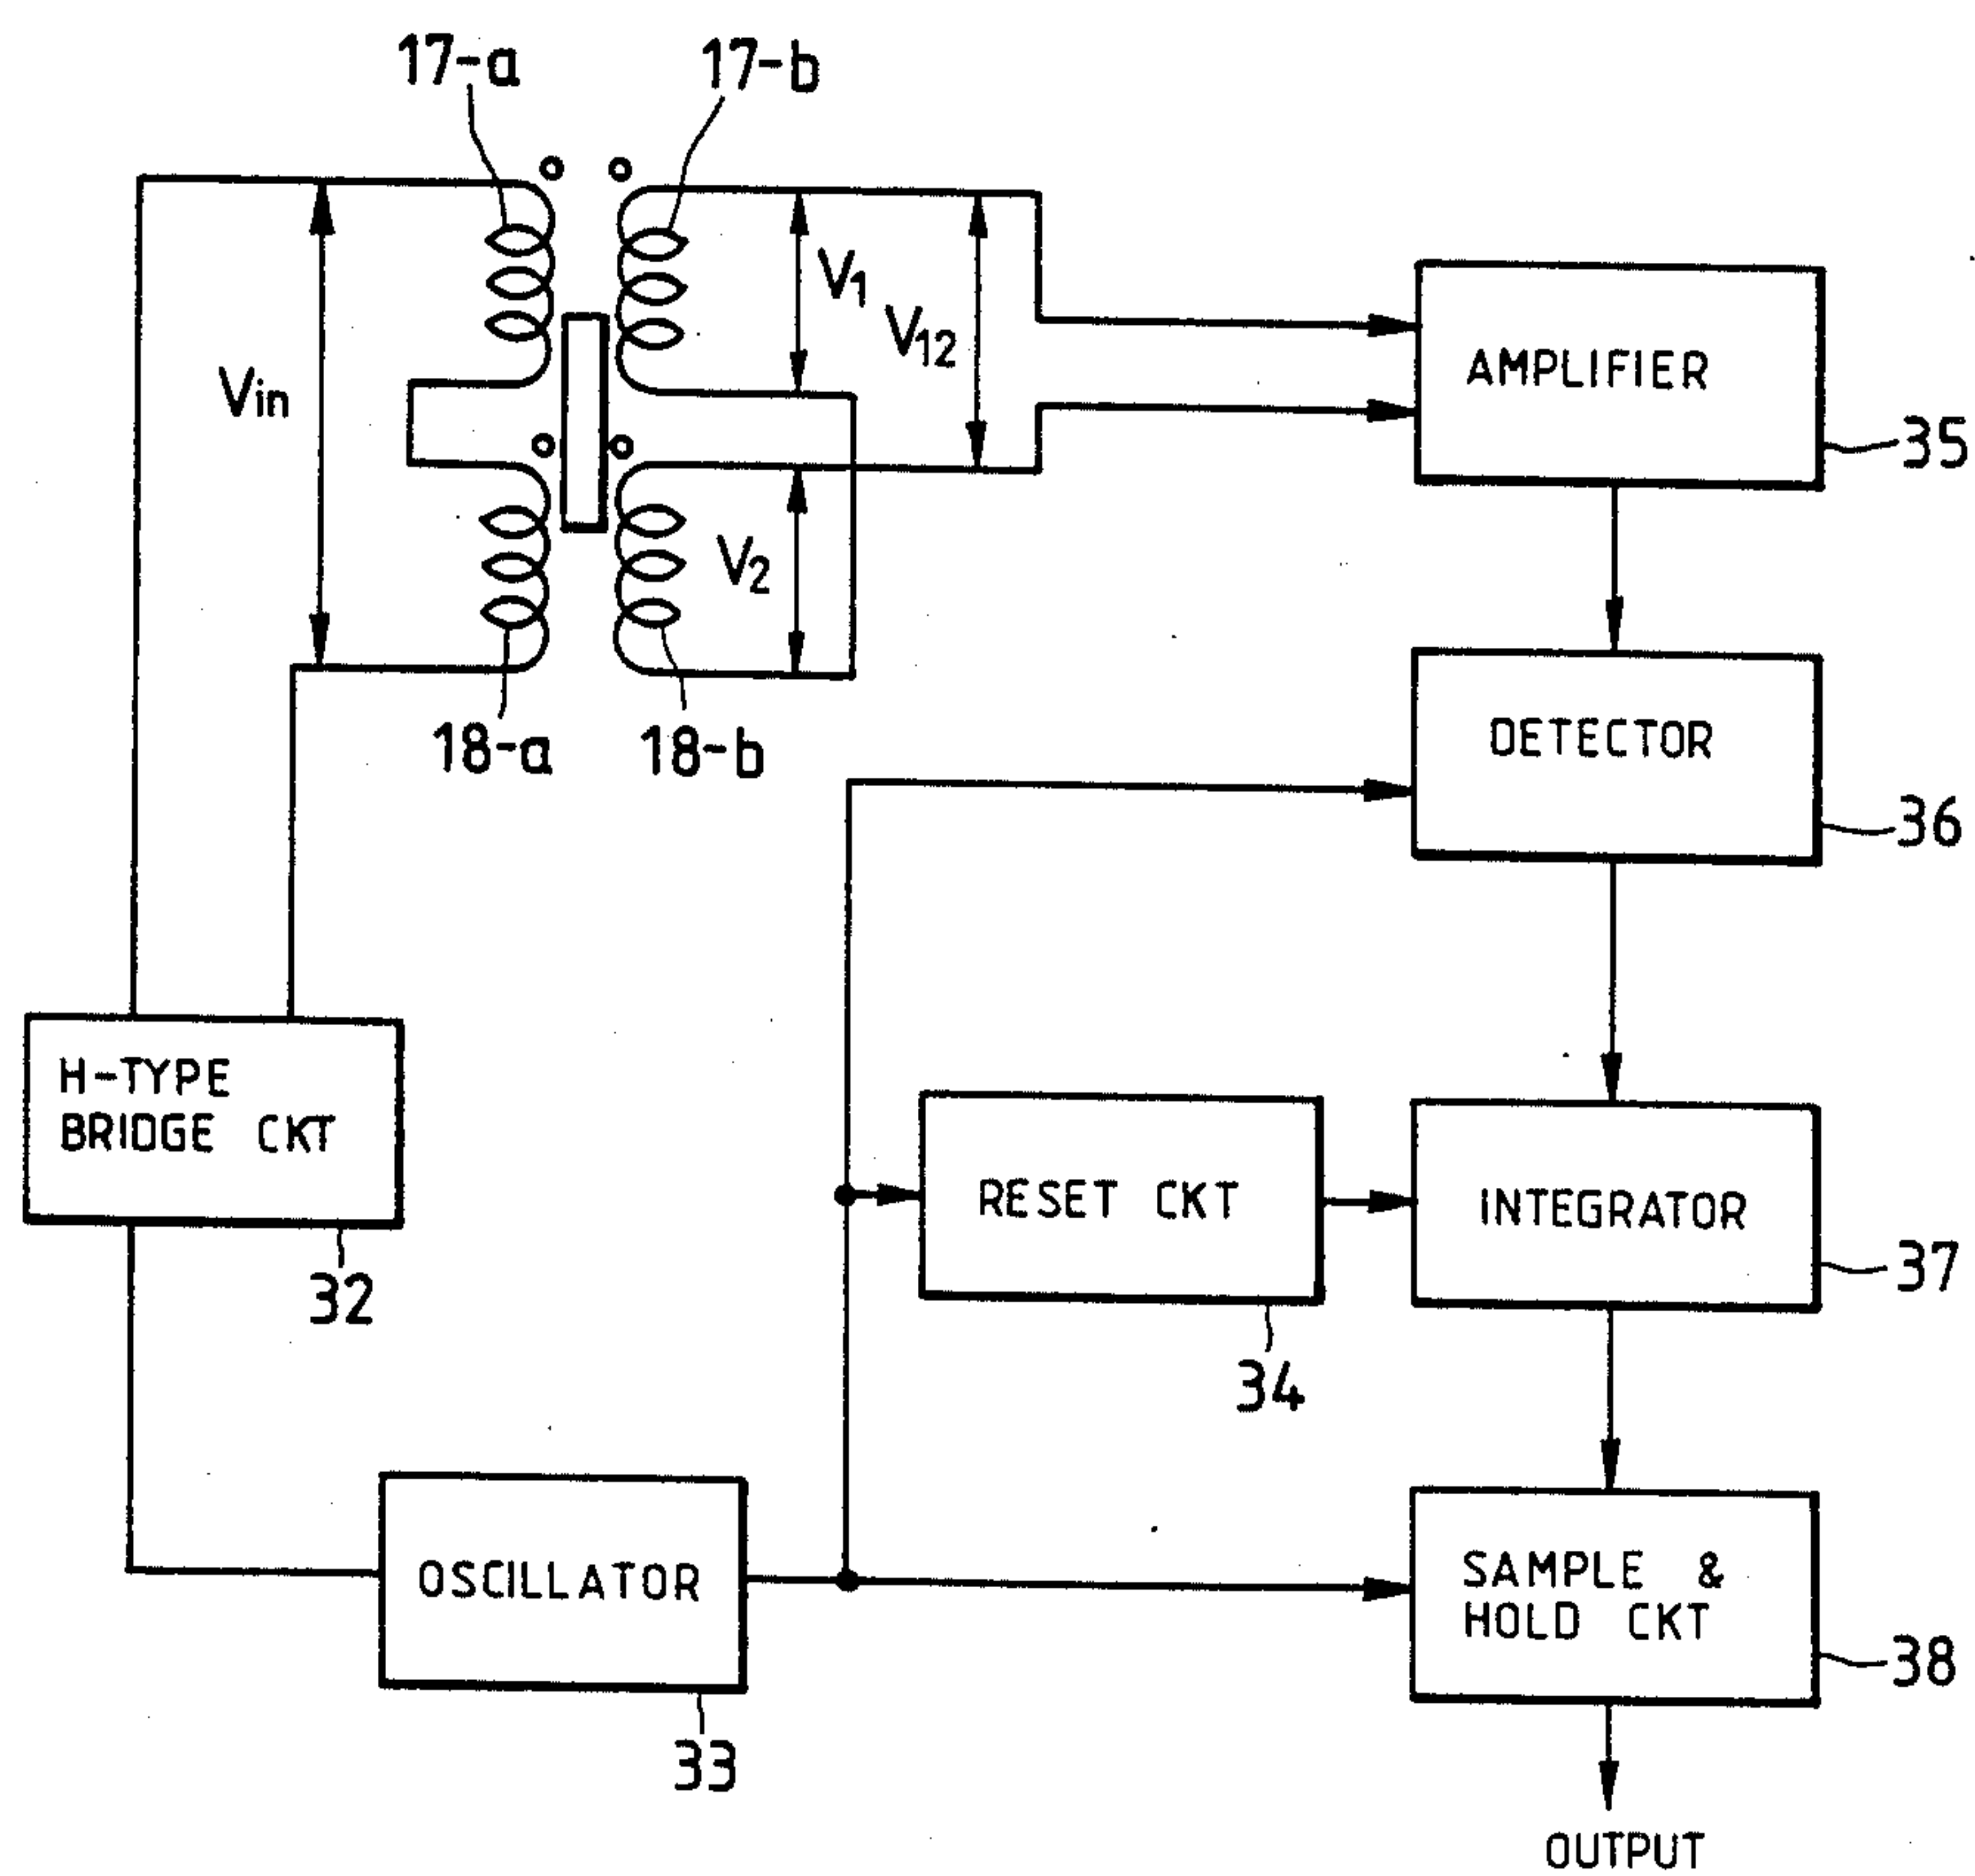 17-a
17-b
Vin
V1
V12
V2
AMPLIFIER
35
18-a
18-b
DETECTOR
36
H-TYPE
BRIDGE CKT
32
RESET CKT
34
INTEGRATOR
37
OSCILLATOR
33
SAMPLE &
HOLD CKT
38
OUTPUT